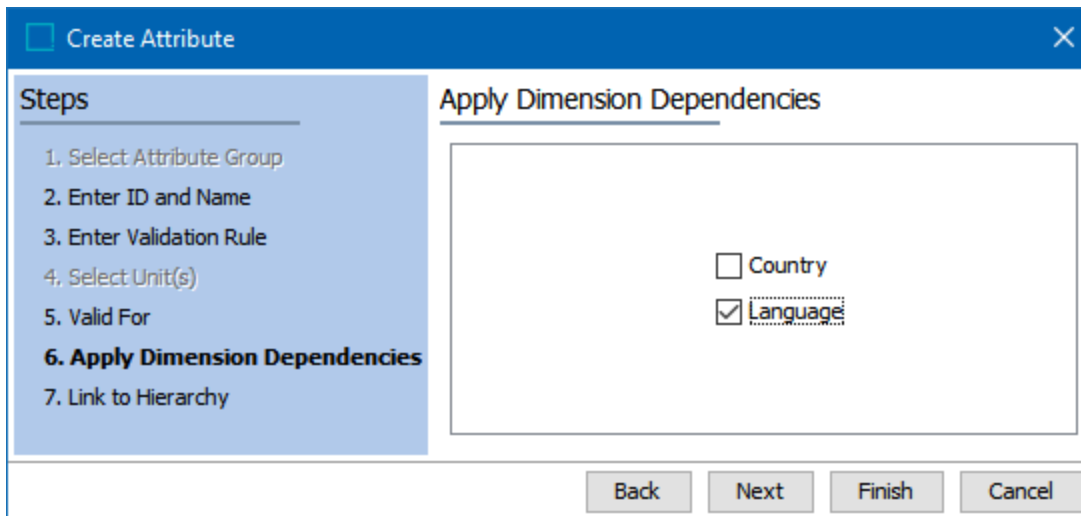 Create Attribute
Steps
1. Select Attribute Group
2. Enter ID and Name
3. Enter Validation Rule
4. Select Unit(s)
5. Valid For
6. Apply Dimension Dependencies
7. Link to Hierarchy
Apply Dimension Dependencies
Country
Language
Back Next Finish Cancel